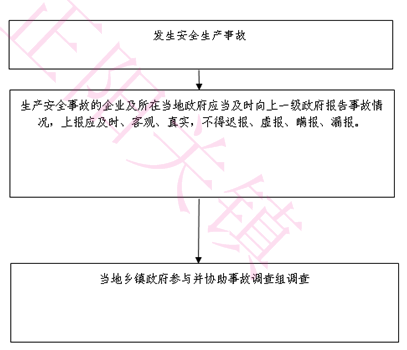 发生安全生产事故
生产安全事故的企业及所在当地政府应当及时向上一级政府报告事故情
况，上报应及时、客观、真实，不得迟报、虚报、瞒报、漏报。
当地乡镇政府参与并协助事故调查组调查
正阳关镇